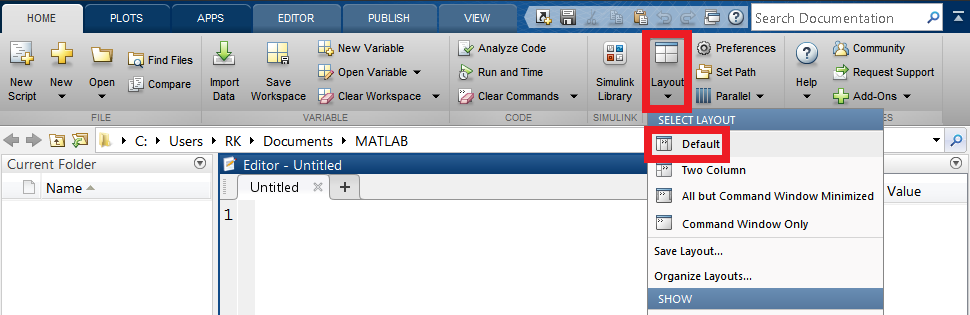 HOME PLOTS APPS EDITOR PUBLISH VIEW Search Documentation
New Script New Open Find Files Compare
Import Data Save Workspace New Variable Open Variable Clear Workspace
Analyze Code Run and Time Clear Commands
Simulink Library Layout Preferences Set Path Parallel
Help Community Request Support Add-Ons
FILE VARIABLE CODE SIMULINK
C: Users RK Documents MATLAB
SELECT LAYOUT
Default
Two Column
All but Command Window Minimized
Command Window Only
Save Layout...
Organize Layouts...
SHOW
Current Folder
Name
Editor - Untitled
Untitled
1
Value